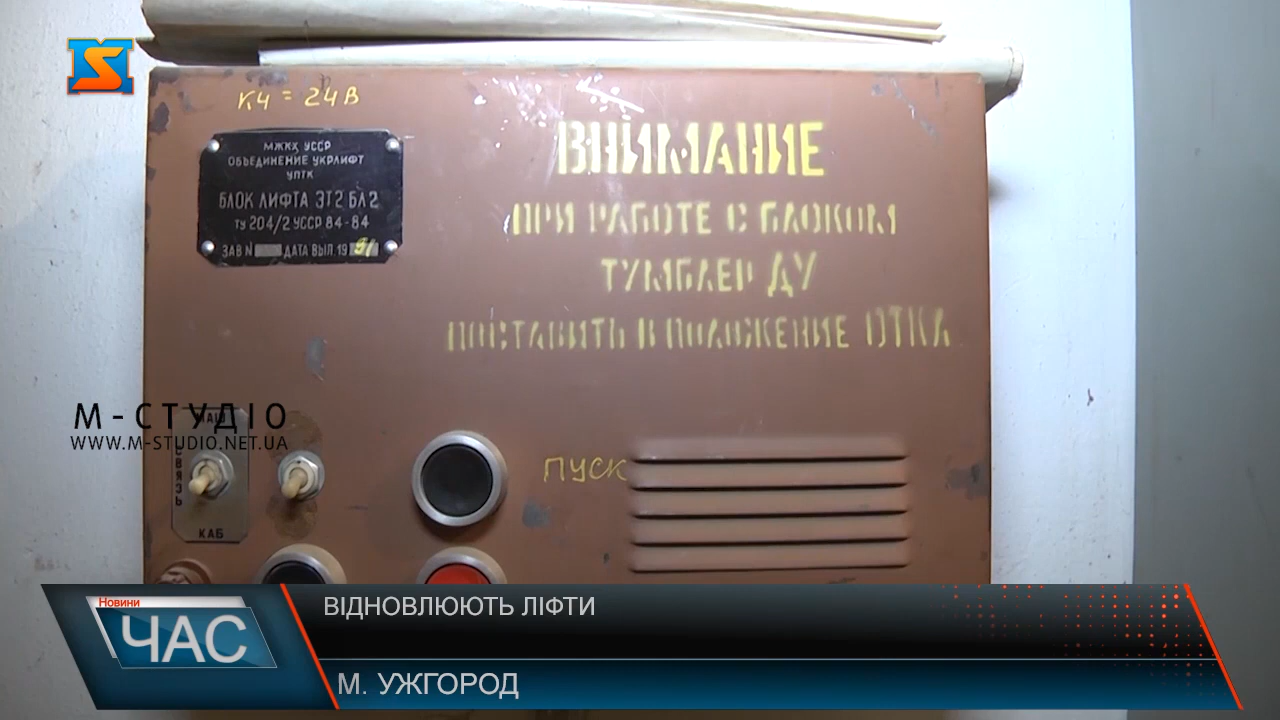 К4 = 24В
МЖКХ УССР
ОБЪЕДИНЕНИЕ УКРЛИФТ
УПТК
БЛОК ЛИФТА ЭТ2 БЛ2
ТУ 204/2 УССР 84-84
ЗАВ N ДАТА ВЫП. 1991
ВНИМАНИЕ
ПРИ РАБОТЕ С БЛОКОМ
ТУМБЛЕР ДУ
ПОСТАВИТЬ В ПОЛОЖЕНИЕ ОТКЛ
М-СТУДІО
WWW.M-STUDIO.NET.UA
МАШ
СВЯЗЬ
КАБ
ПУСК
Новини
ЧАС
ВІДНОВЛЮЮТЬ ЛІФТИ
М. УЖГОРОД